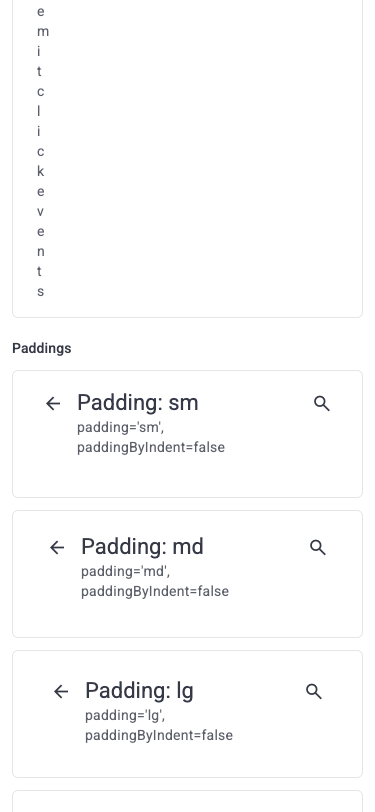 e
m
i
t
c
l
i
c
k
e
v
e
n
t
s
Paddings
Padding: sm
padding='sm',
paddingByIndent=false
Padding: md
padding='md',
paddingByIndent=false
Padding: lg
padding='lg',
paddingByIndent=false